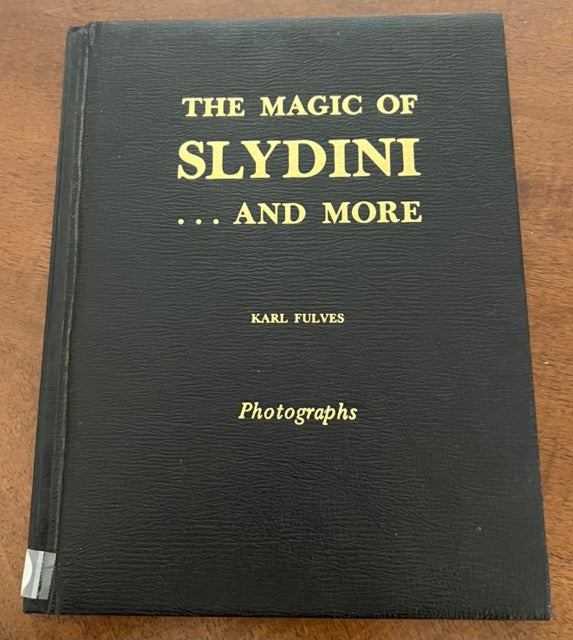 THE MAGIC OF
SLYDINI
... AND MORE
KARL FULVES
Photographs